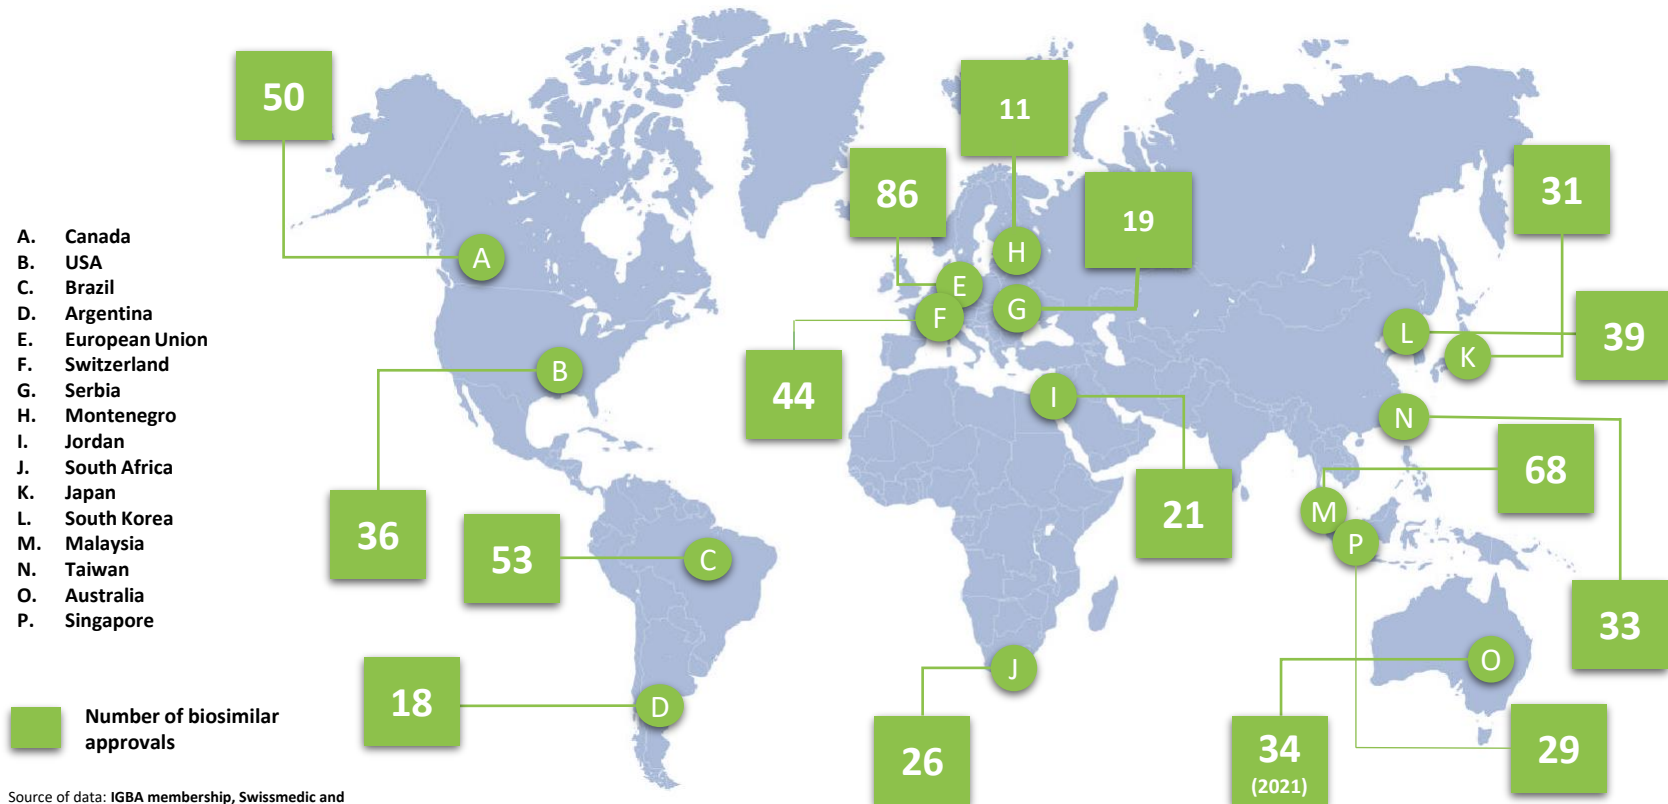 50
11
86
19
31
A. Canada
B. USA
C. Brazil
D. Argentina
E. European Union
F. Switzerland
G. Serbia
H. Montenegro
I. Jordan
J. South Africa
K. Japan
L. South Korea
M. Malaysia
N. Taiwan
O. Australia
P. Singapore
A
H
E
G
F
L
K
39
B
44
I
N
36
53
C
21
68
M
P
33
18
D
J
O
26
34
(2021)
29
Number of biosimilar
approvals
Source of data: IGBA membership, Swissmedic and